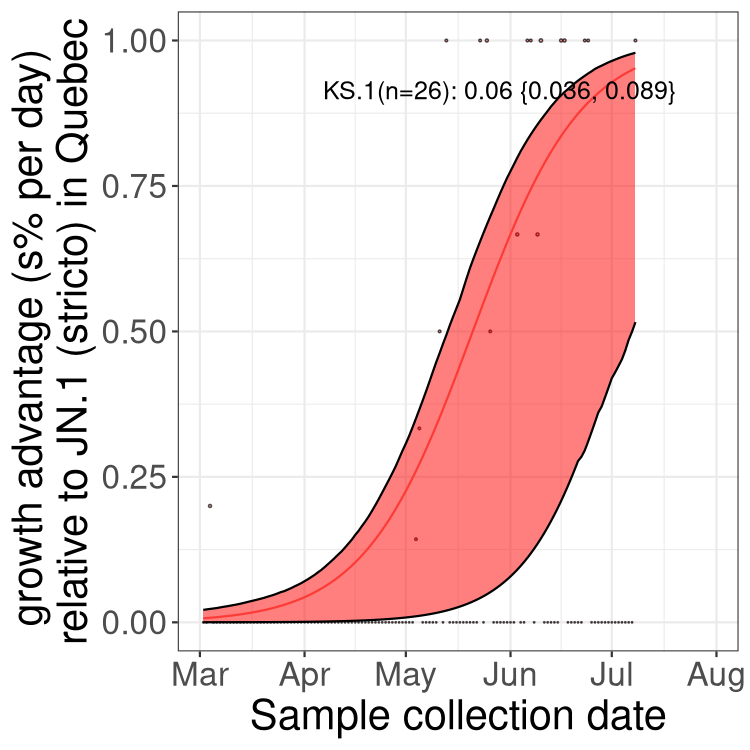 growth advantage (s% per day)
relative to JN.1 (stricto) in Quebec
1.00
0.75
0.50
0.25
0.00
KS.1(n=26): 0.06 {0.036, 0.089}
Mar Apr May Jun Jul Aug
Sample collection date